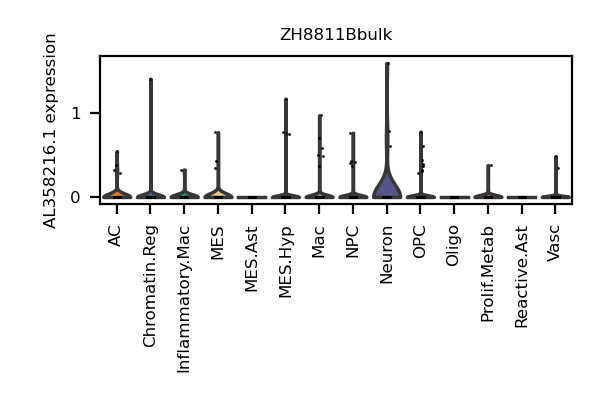 ZH8811Bbulk
AL358216.1 expression
1
0
AC
Chromatin.Reg
Inflammatory.Mac
MES
MES.Ast
MES.Hyp
Mac
NPC
Neuron
OPC
Oligo
Prolif.Metab
Reactive.Ast
Vasc